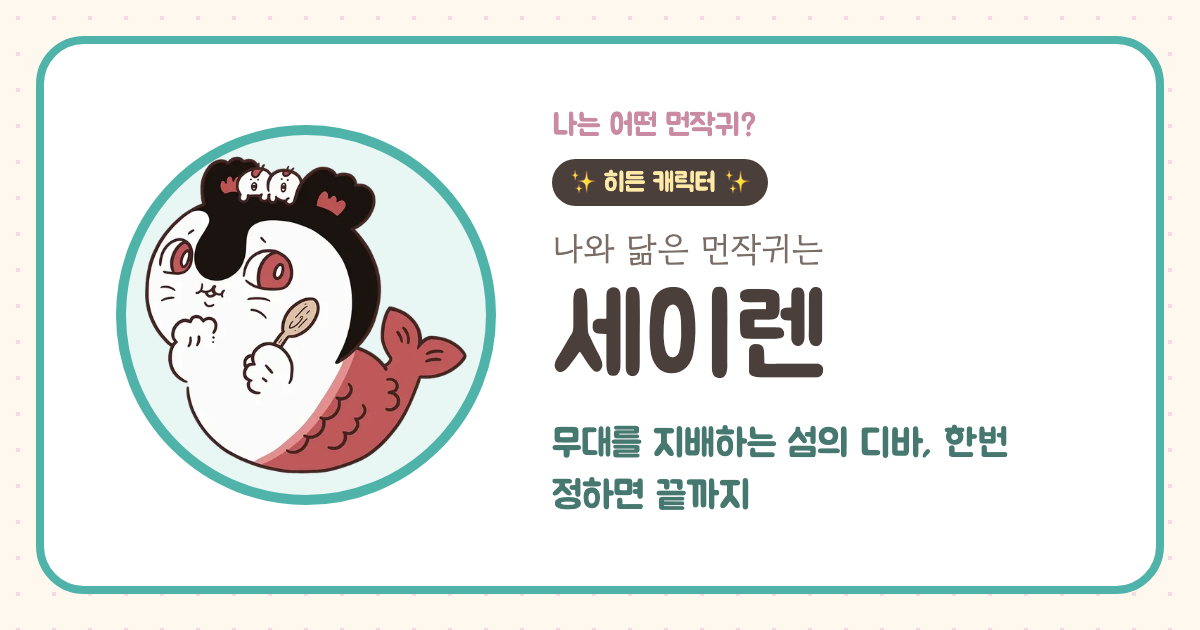 나는 어떤 먼작귀?
✨ 히든 캐릭터 ✨
나와 닮은 먼작귀는
세이렌
무대를 지배하는 섬의 디바, 한번
정하면 끝까지